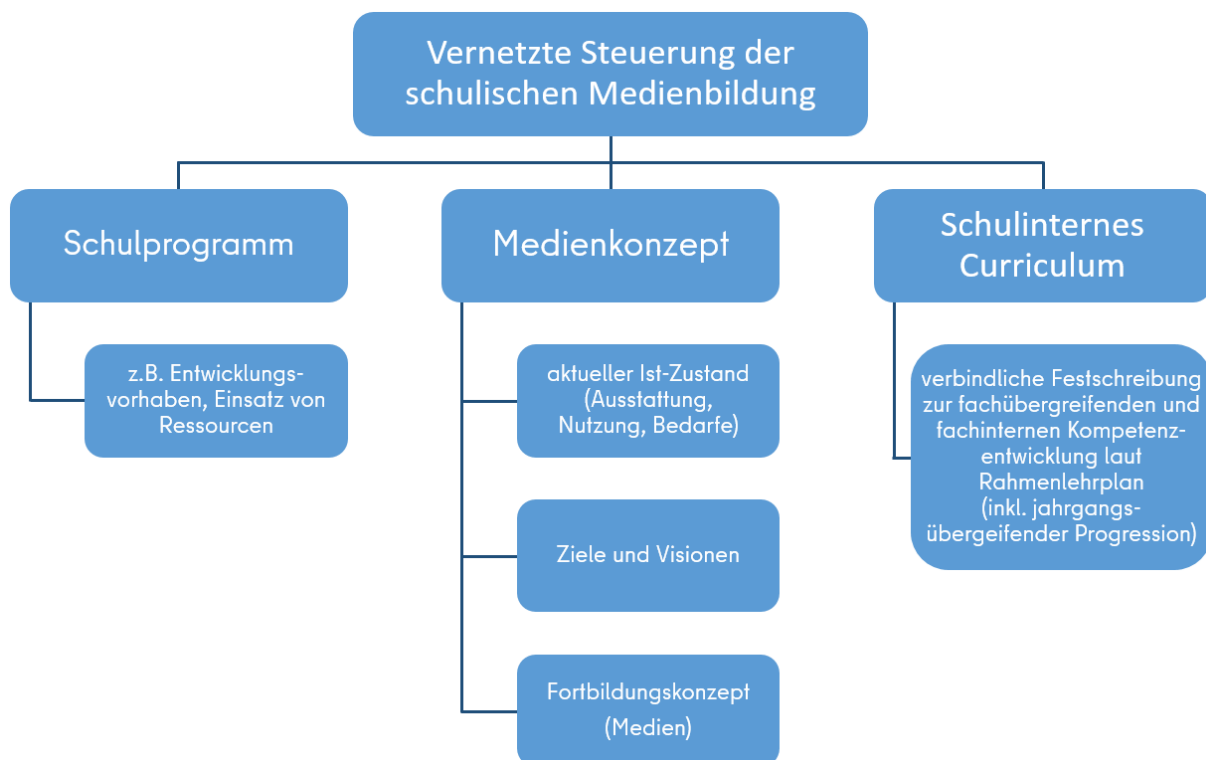 Vernetzte Steuerung der
schulischen Medienbildung
Schulprogramm
z.B. Entwicklungs-
vorhaben, Einsatz von
Ressourcen
Medienkonzept
aktueller Ist-Zustand
(Ausstattung,
Nutzung, Bedarfe)
Ziele und Visionen
Fortbildungskonzept
(Medien)
Schulinternes
Curriculum
verbindliche Festschreibung
zur fachübergreifenden und
fachinternen Kompetenz-
entwicklung laut
Rahmenlehrplan
(inkl. jahrgangs-
übergeifender Progression)